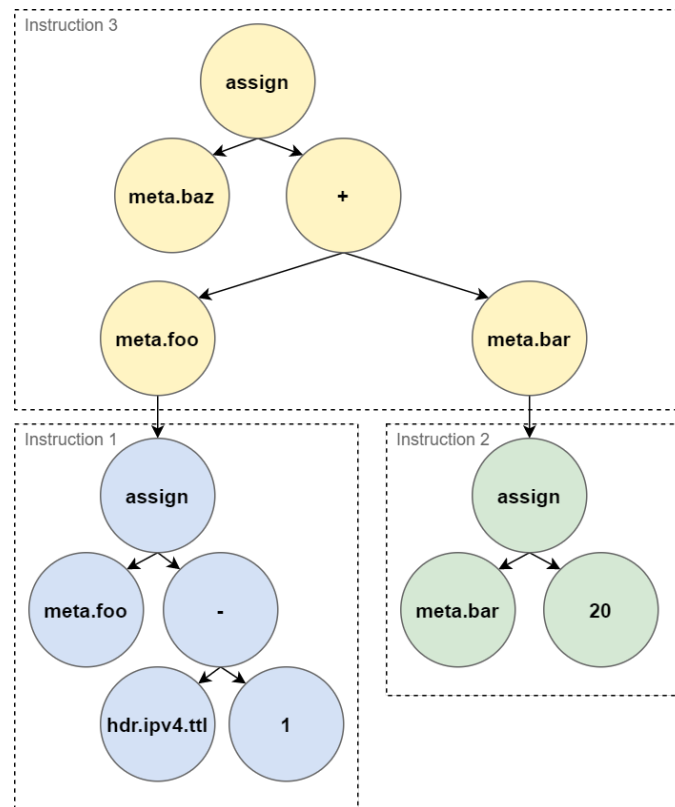 Instruction 3
assign
meta.baz
+
meta.foo
meta.bar
Instruction 1
assign
meta.foo
-
hdr.ipv4.ttl
1
Instruction 2
assign
meta.bar
20